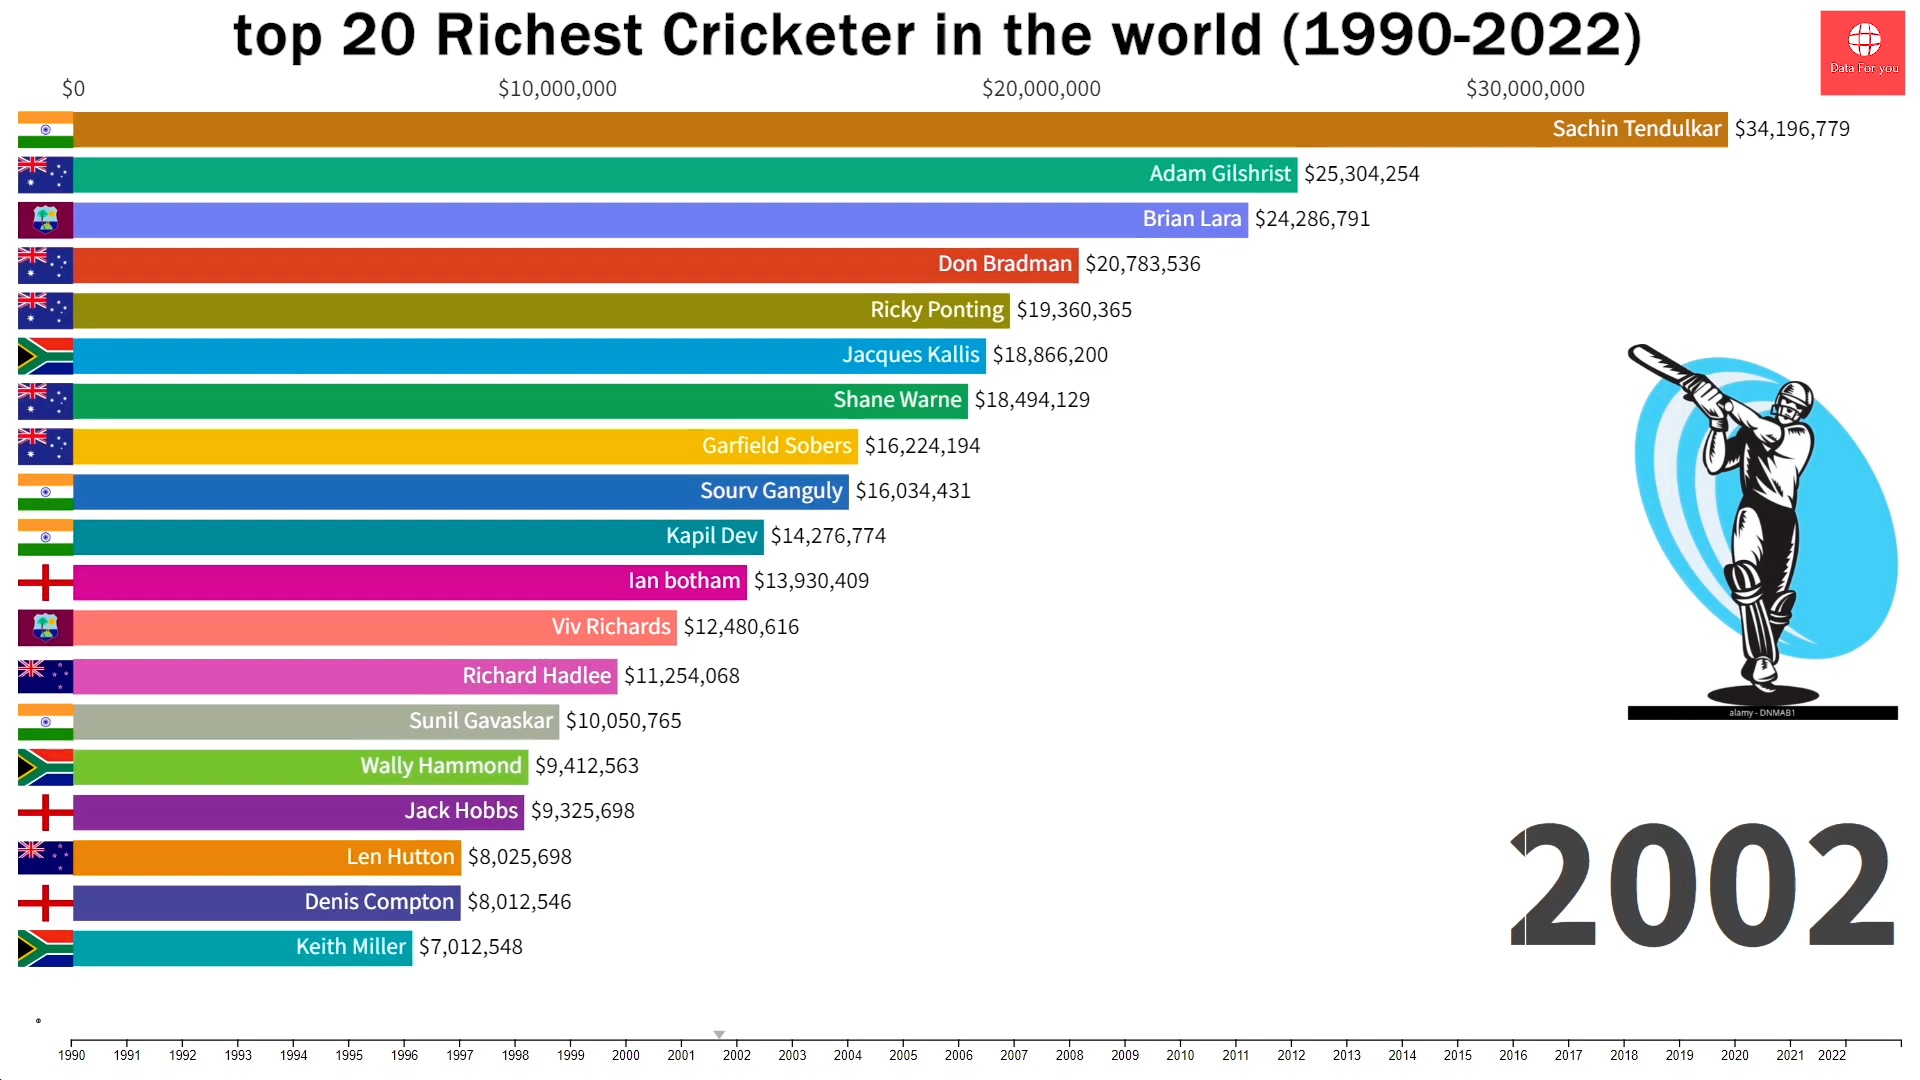 top 20 Richest Cricketer in the world (1990-2022)
Data For you
$0 $10,000,000 $20,000,000 $30,000,000
Sachin Tendulkar $34,196,779
Adam Gilshrist $25,304,254
Brian Lara $24,286,791
Don Bradman $20,783,536
Ricky Ponting $19,360,365
Jacques Kallis $18,866,200
Shane Warne $18,494,129
Garfield Sobers $16,224,194
Sourv Ganguly $16,034,431
Kapil Dev $14,276,774
Ian botham $13,930,409
Viv Richards $12,480,616
Richard Hadlee $11,254,068
alamy - DNMAB1
Sunil Gavaskar $10,050,765
Wally Hammond $9,412,563
Jack Hobbs $9,325,698
Len Hutton $8,025,698
Denis Compton $8,012,546
Keith Miller $7,012,548
2002
1990 1991 1992 1993 1994 1995 1996 1997 1998 1999 2000 2001 2002 2003 2004 2005 2006 2007 2008 2009 2010 2011 2012 2013 2014 2015 2016 2017 2018 2019 2020 2021 2022